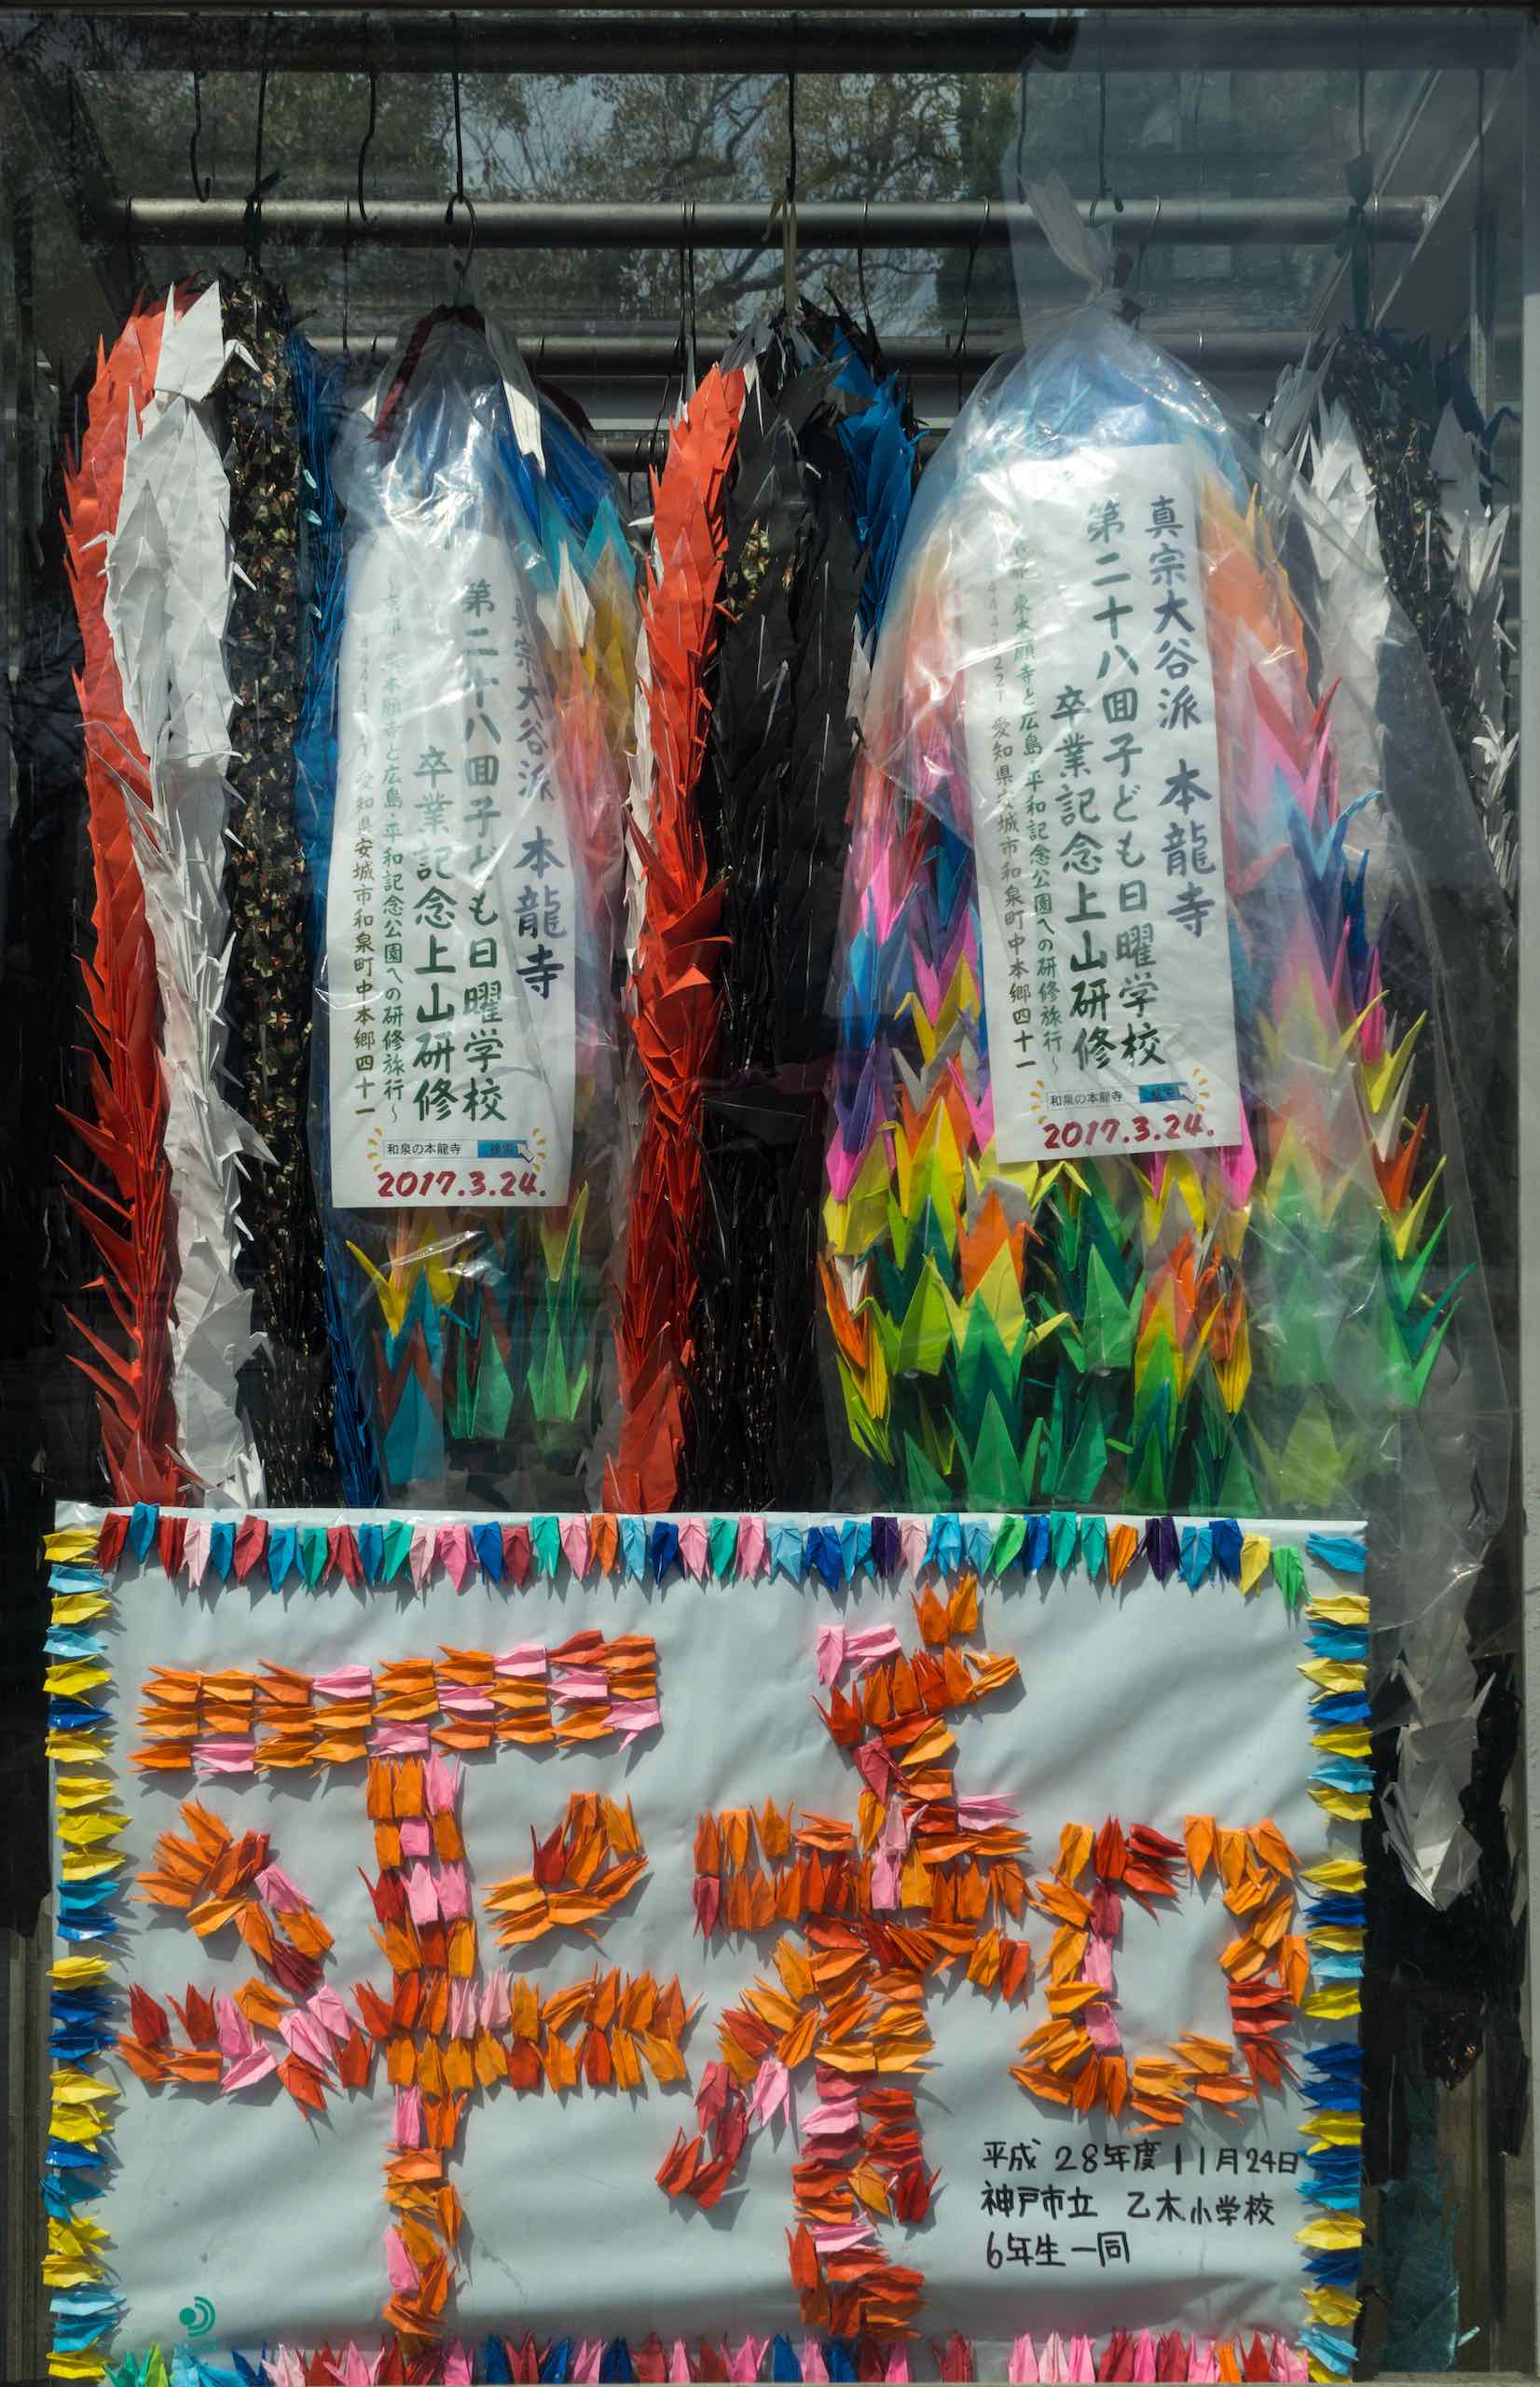 真宗大谷派 本龍寺
第二十八回子ども日曜学校
卒業記念上山研修
本願寺と広島・平和記念公園への研修旅行～
愛知県安城市和泉町中本郷四十一
和泉の本龍寺 検索
2017.3.24.
真宗大谷派 本龍寺
第二十八回子ども日曜学校
卒業記念上山研修
東本願寺と広島・平和記念公園への研修旅行～
愛知県安城市和泉町中本郷四十一
和泉の本龍寺 検索
2017.3.24.
平和
平成28年度11月24日
神戸市立 乙木小学校
6年生一同